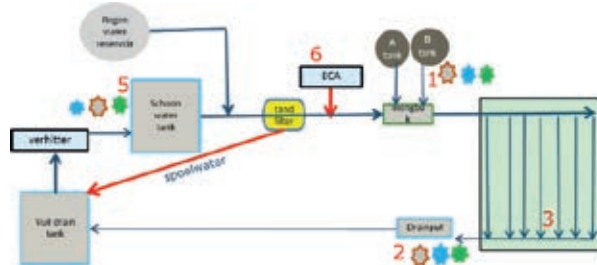 Regen
water
reservoir
6
ECA
A
tank
B
tank
1
5
Schoon
water
tank
zand
filter
verhitter
spoelwater
Vuil drain
tank
Drainput
2
3